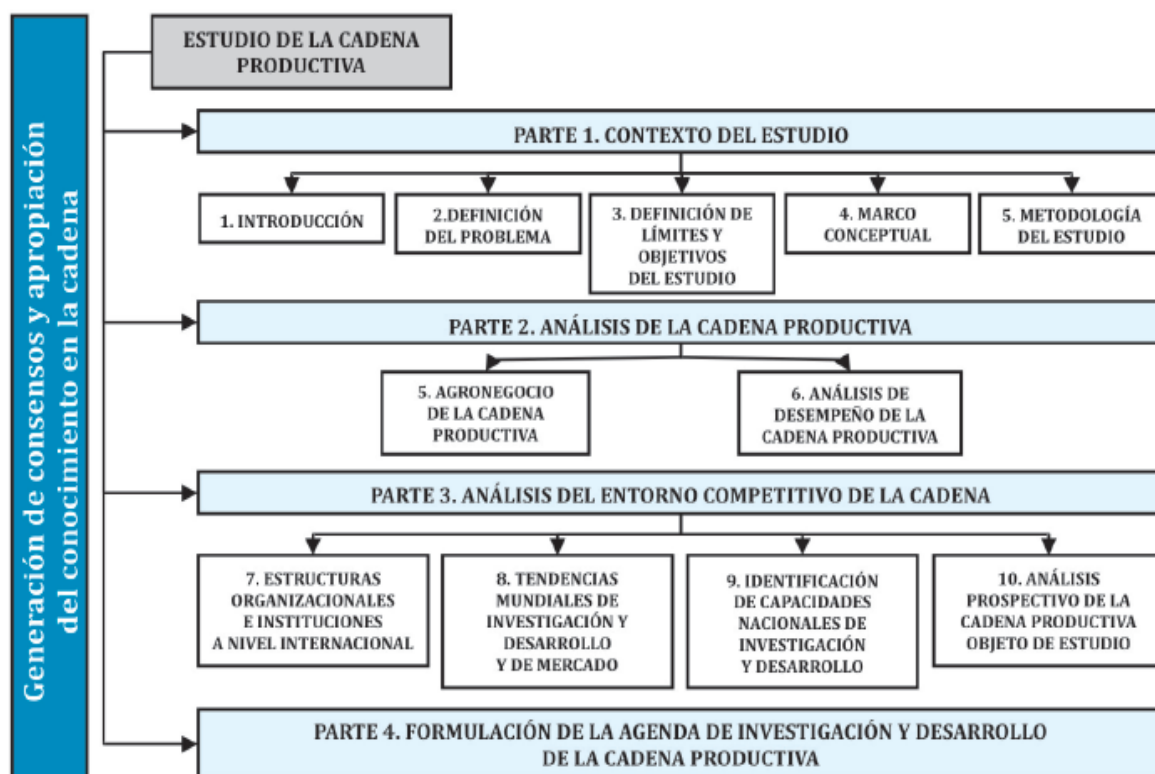 Generación de consensos y apropiación
del conocimiento en la cadena
ESTUDIO DE LA CADENA
PRODUCTIVA
PARTE 1. CONTEXTO DEL ESTUDIO
1. INTRODUCCIÓN
2.DEFINICIÓN
DEL PROBLEMA
3. DEFINICIÓN DE
LÍMITES Y
OBJETIVOS
DEL ESTUDIO
4. MARCO
CONCEPTUAL
5. METODOLOGÍA
DEL ESTUDIO
PARTE 2. ANÁLISIS DE LA CADENA PRODUCTIVA
5. AGRONEGOCIO
DE LA CADENA
PRODUCTIVA
6. ANÁLISIS DE
DESEMPEÑO DE LA
CADENA PRODUCTIVA
PARTE 3. ANÁLISIS DEL ENTORNO COMPETITIVO DE LA CADENA
7. ESTRUCTURAS
ORGANIZACIONALES
E INSTITUCIONES
A NIVEL INTERNACIONAL
8. TENDENCIAS
MUNDIALES DE
INVESTIGACIÓN Y
DESARROLLO
Y DE MERCADO
9. IDENTIFICACIÓN
DE CAPACIDADES
NACIONALES DE
INVESTIGACIÓN
Y DESARROLLO
10. ANÁLISIS
PROSPECTIVO DE LA
CADENA PRODUCTIVA
OBJETO DE ESTUDIO
PARTE 4. FORMULACIÓN DE LA AGENDA DE INVESTIGACIÓN Y DESARROLLO
DE LA CADENA PRODUCTIVA